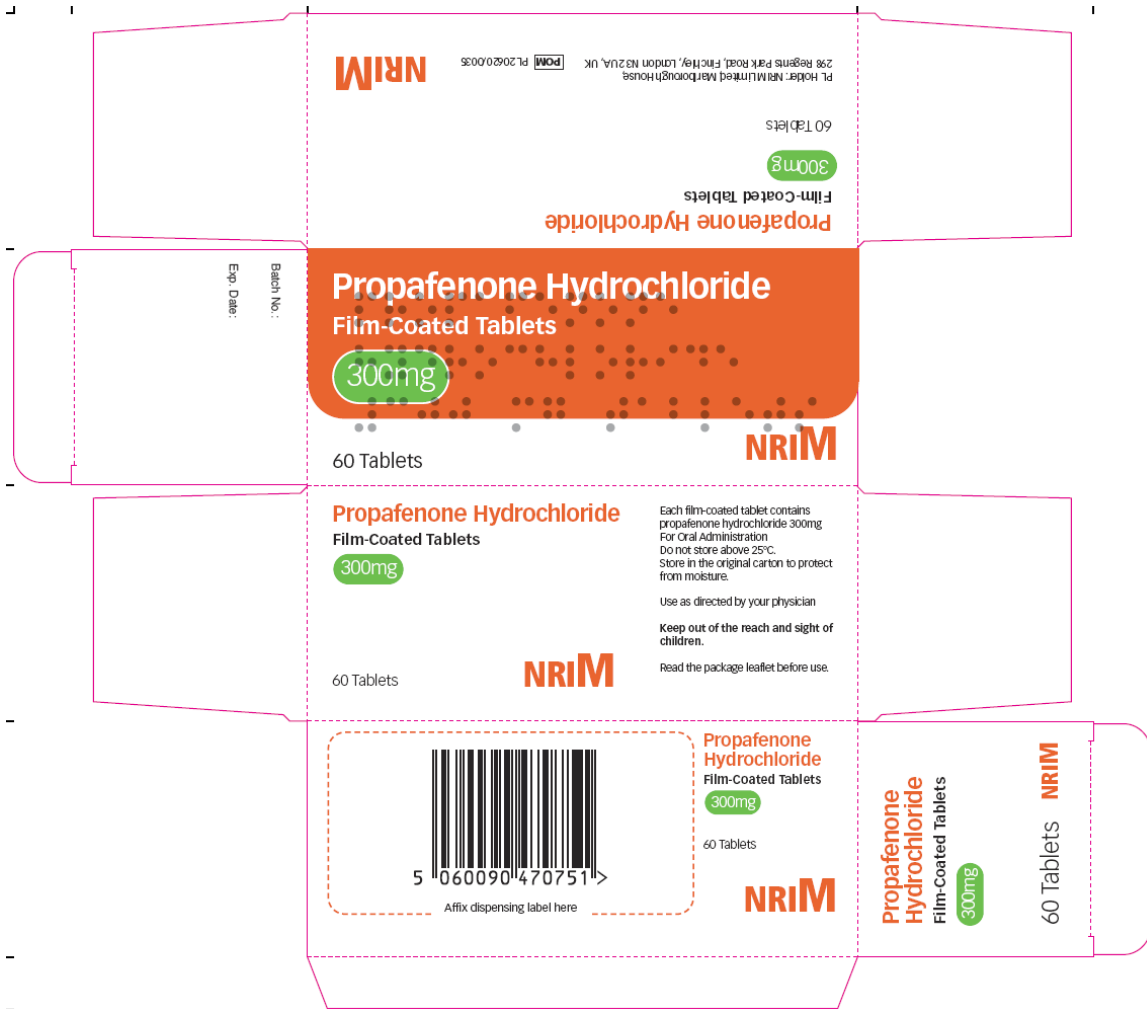 Propafenone Hydrochloride
Film-Coated Tablets
300mg
60 Tablets
PL Holder: NRIM Limited, Marlborough House,
298 Regents Park Road, Finchley, London N3 2UA, UK
POM PL 20620/0035
NRIM
Batch No.:
Exp. Date:
Propafenone Hydrochloride
Film-Coated Tablets
300mg
60 Tablets
NRIM
Propafenone Hydrochloride
Film-Coated Tablets
300mg
60 Tablets
NRIM
Each film-coated tablet contains
propafenone hydrochloride 300mg
For Oral Administration
Do not store above 25°C.
Store in the original carton to protect
from moisture.
Use as directed by your physician
Keep out of the reach and sight of
children.
Read the package leaflet before use.
5 060090 470751 >
Affix dispensing label here
Propafenone
Hydrochloride
Film-Coated Tablets
300mg
60 Tablets
NRIM
Propafenone
Hydrochloride
Film-Coated Tablets
300mg
60 Tablets
NRIM